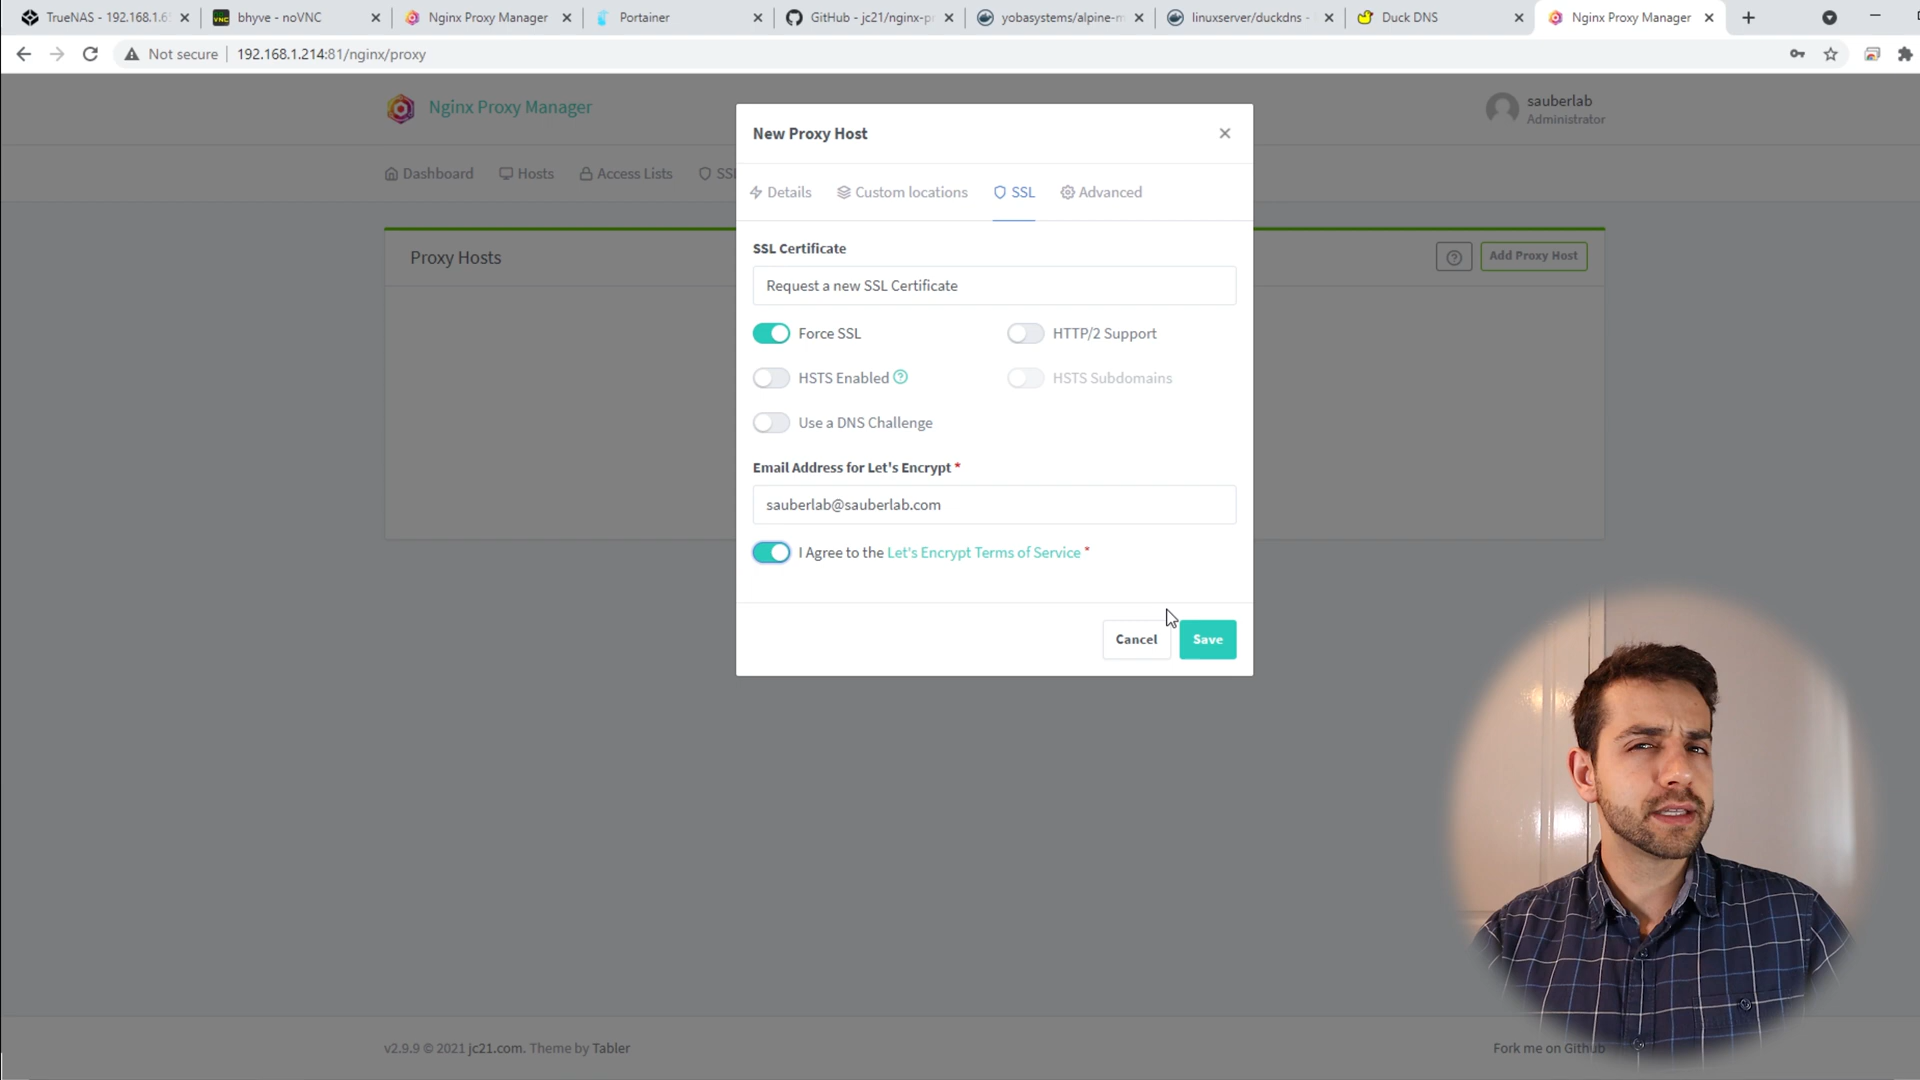 TrueNAS - 192.168.1.6
bhyve - noVNC
Nginx Proxy Manager
Portainer
GitHub - jc21/nginx-p
yobasystems/alpine-m
linuxserver/duckdns -
Duck DNS
Nginx Proxy Manager
Not secure
192.168.1.214:81/nginx/proxy
Nginx Proxy Manager
sauberlab
Administrator
Dashboard
Hosts
Access Lists
SSL
New Proxy Host
Details
Custom locations
SSL
Advanced
Proxy Hosts
Add Proxy Host
SSL Certificate
Request a new SSL Certificate
Force SSL
HTTP/2 Support
HSTS Enabled
HSTS Subdomains
Use a DNS Challenge
Email Address for Let's Encrypt *
sauberlab@sauberlab.com
I Agree to the Let's Encrypt Terms of Service *
Cancel
Save
v2.9.9 © 2021 jc21.com. Theme by Tabler
Fork me on Github